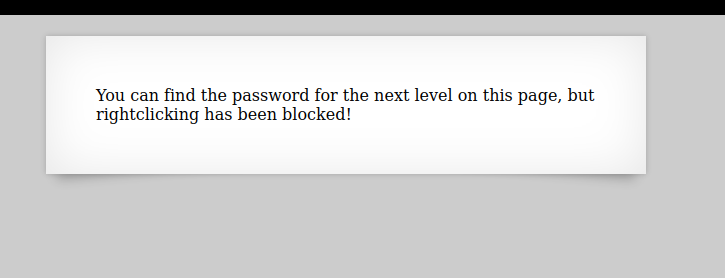 You can find the password for the next level on this page, but
rightclicking has been blocked!